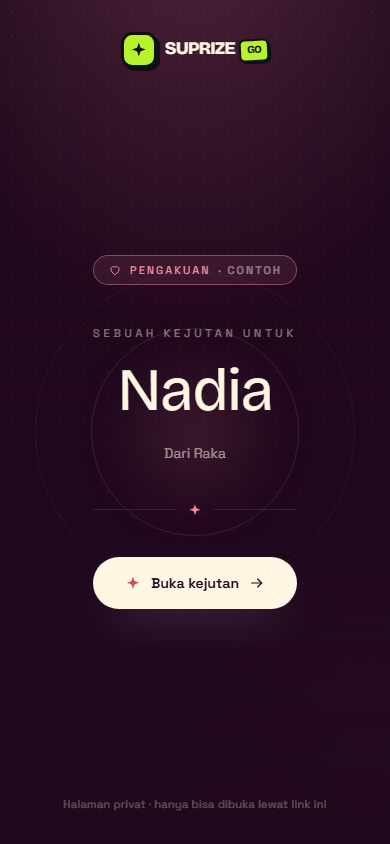 SUPRIZE GO
PENGAKUAN · CONTOH
SEBUAH KEJUTAN UNTUK
Nadia
Dari Raka
Buka kejutan →
Halaman privat · hanya bisa dibuka lewat link ini